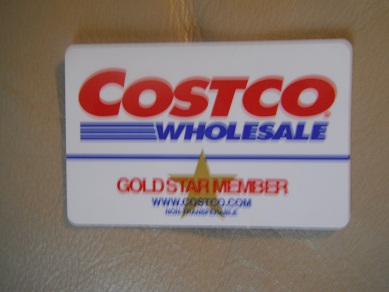 COSTCO
WHOLESALE
GOLD STAR MEMBER
WWW.COSTCO.COM
NON-TRANSFERABLE